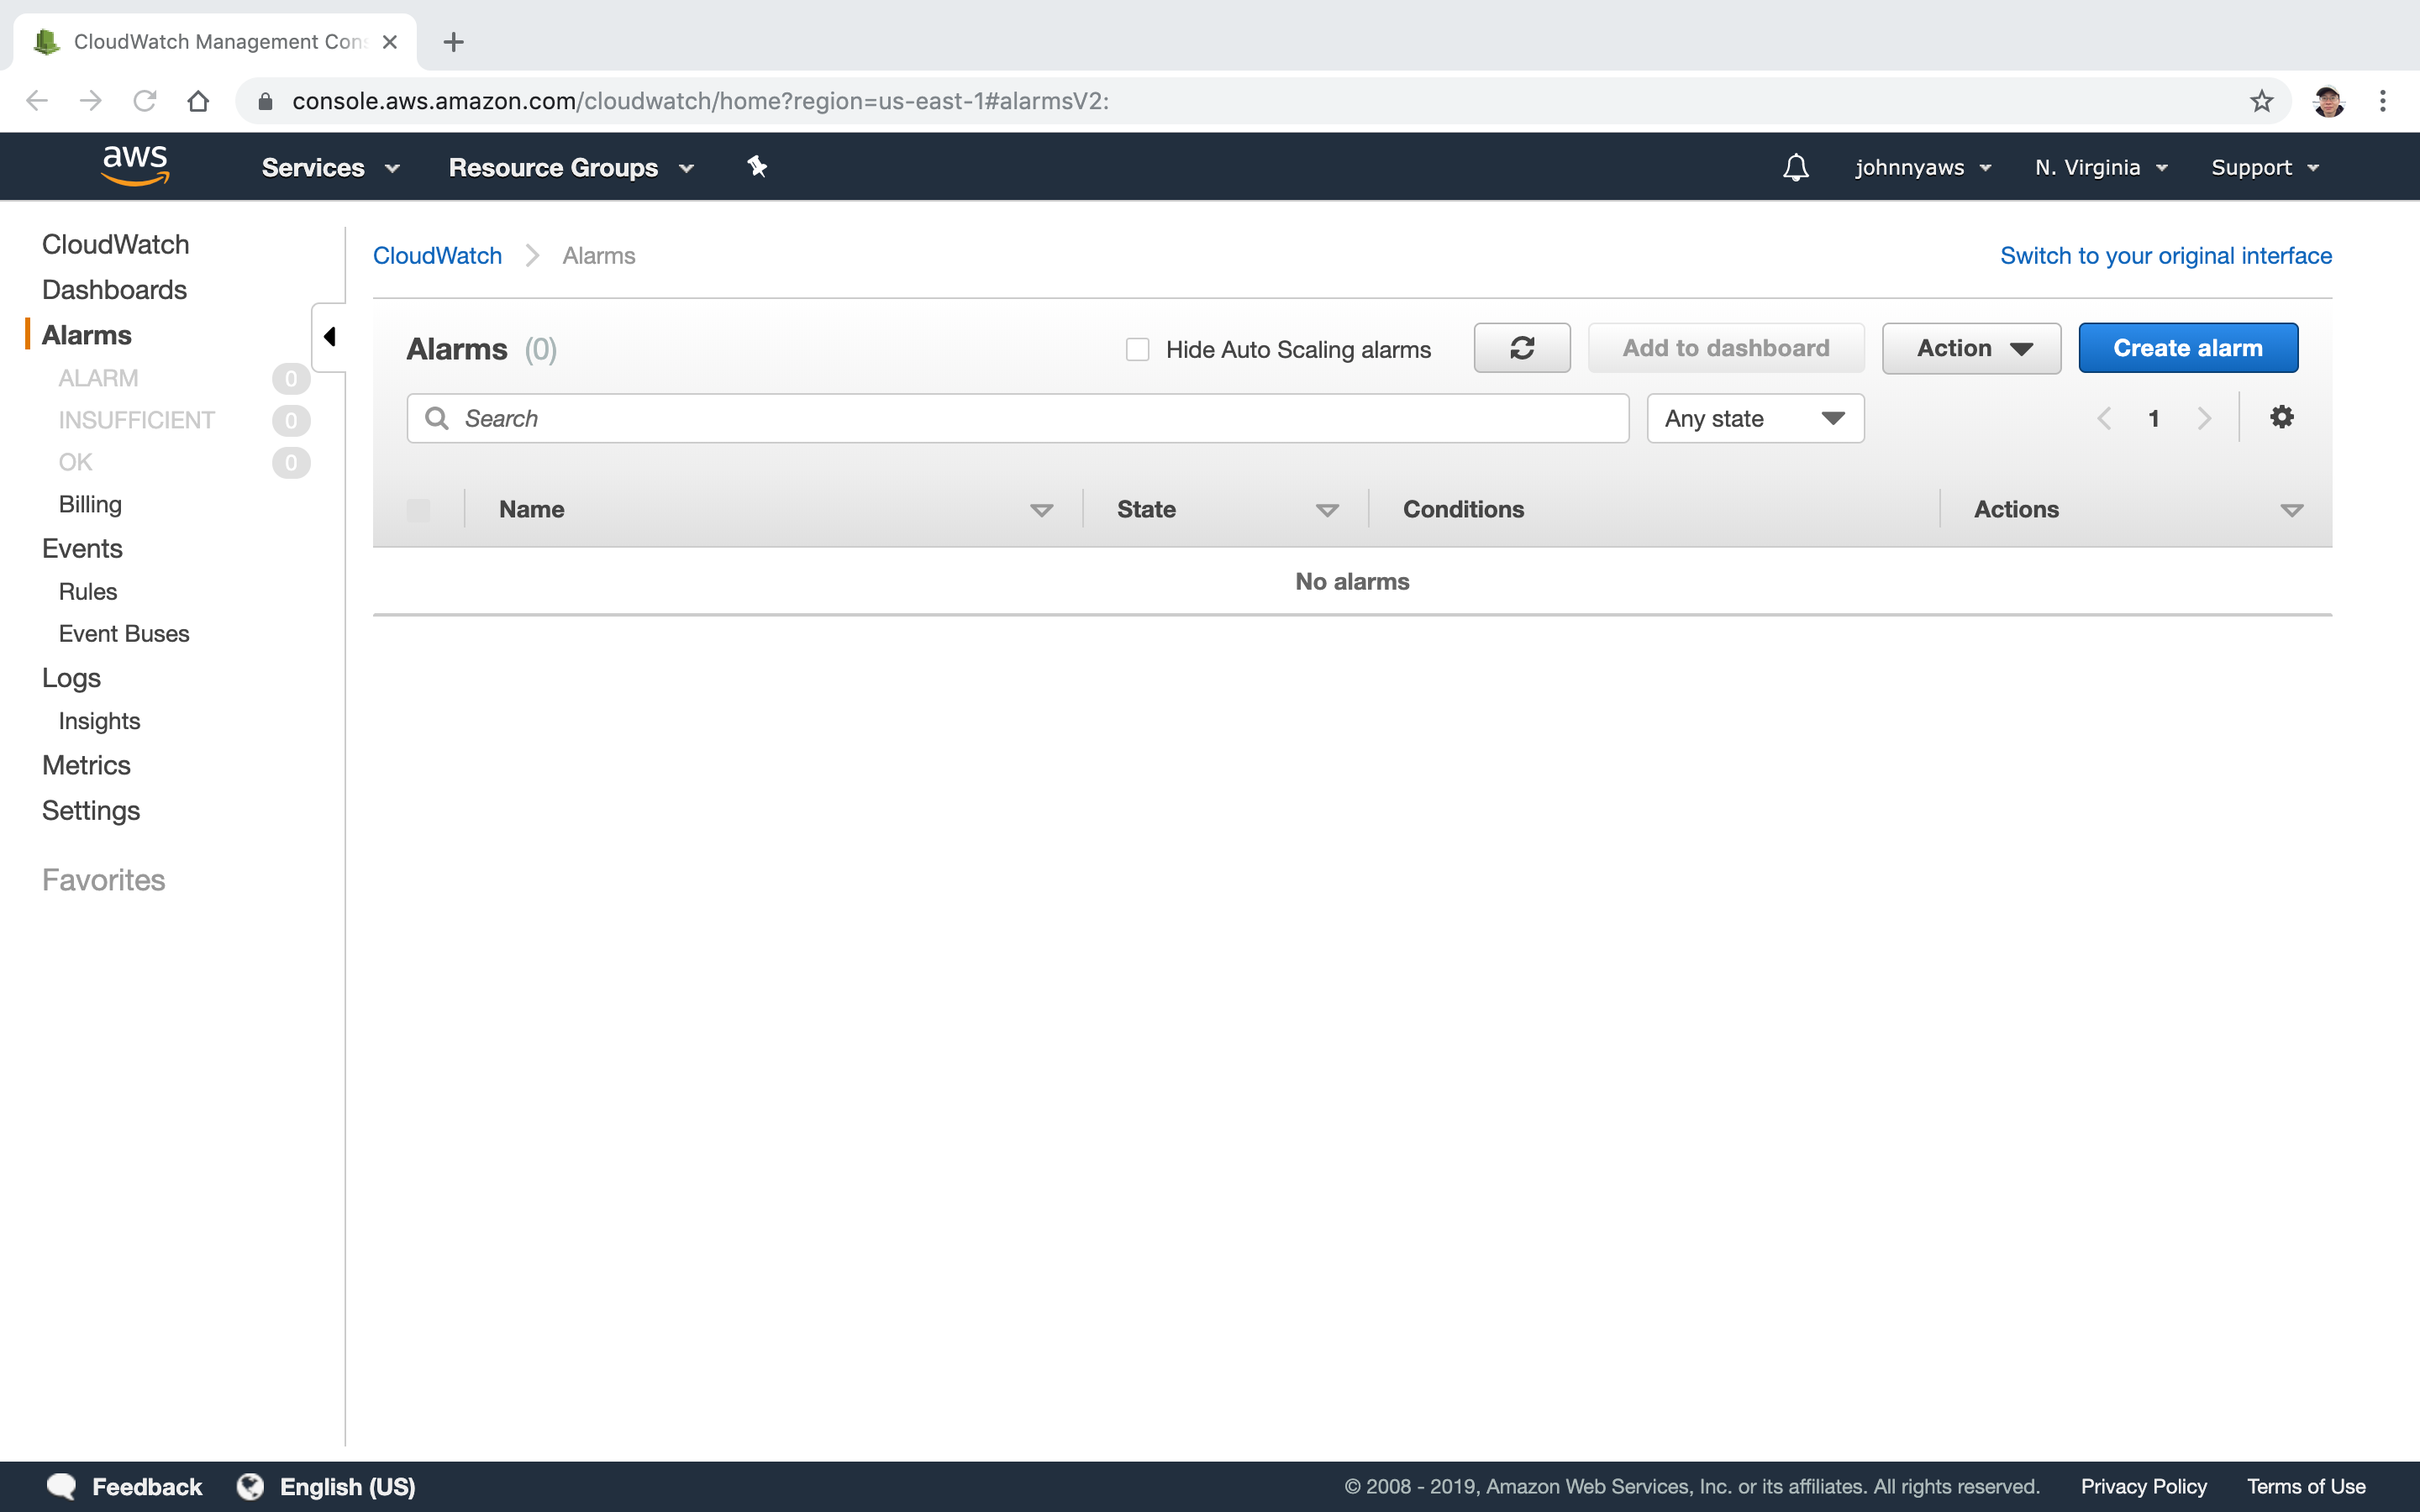 CloudWatch Management Con
console.aws.amazon.com/cloudwatch/home?region=us-east-1#alarmsV2:
aws Services Resource Groups johnnyaws N. Virginia Support
CloudWatch
Dashboards
Alarms
ALARM 0
INSUFFICIENT 0
OK 0
Billing
Events
Rules
Event Buses
Logs
Insights
Metrics
Settings
Favorites
CloudWatch Alarms Switch to your original interface
Alarms (0) Hide Auto Scaling alarms Add to dashboard Action Create alarm
Search Any state 1
Name State Conditions Actions
No alarms
Feedback English (US) © 2008 - 2019, Amazon Web Services, Inc. or its affiliates. All rights reserved. Privacy Policy Terms of Use